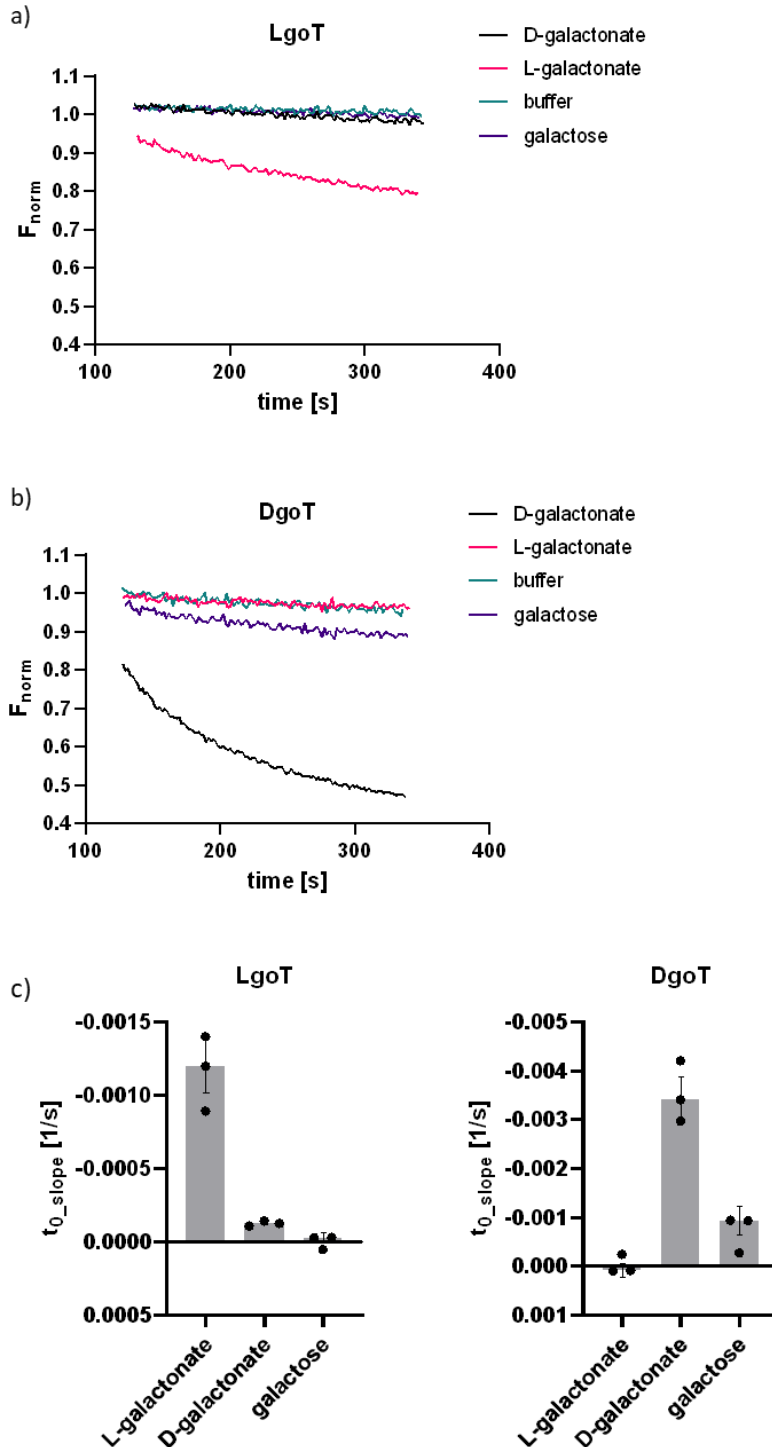 a)
LgoT
D-galactonate
L-galactonate
buffer
galactose
1.1
1.0
0.9
0.8
0.7
0.6
0.5
0.4
Fnorm
100 200 300 400
time [s]
b)
DgoT
D-galactonate
L-galactonate
buffer
galactose
1.1
1.0
0.9
0.8
0.7
0.6
0.5
0.4
Fnorm
100 200 300 400
time [s]
c)
LgoT
-0.0015
-0.0010
-0.0005
0.0000
0.0005
t0_slope [1/s]
L-galactonate
D-galactonate
galactose
DgoT
-0.005
-0.004
-0.003
-0.002
-0.001
0.000
0.001
t0_slope [1/s]
L-galactonate
D-galactonate
galactose